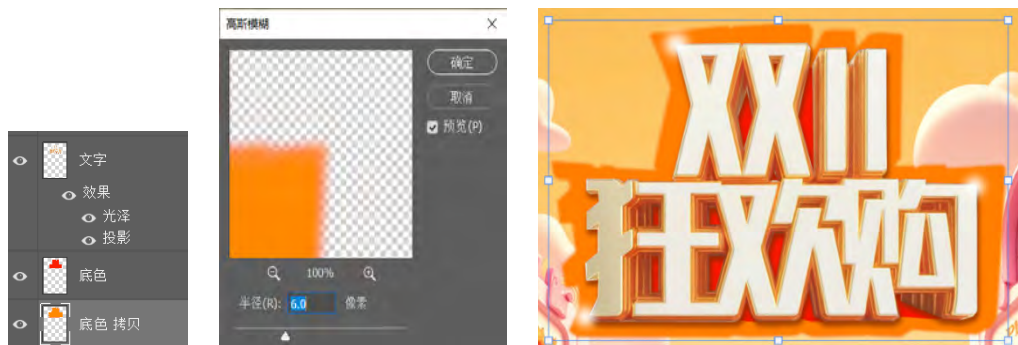 文字
效果
光泽
投影
底色
底色 拷贝
高斯模糊
确定
取消
预览(P)
100%
半径(R): 6.0 像素
双11
狂欢购